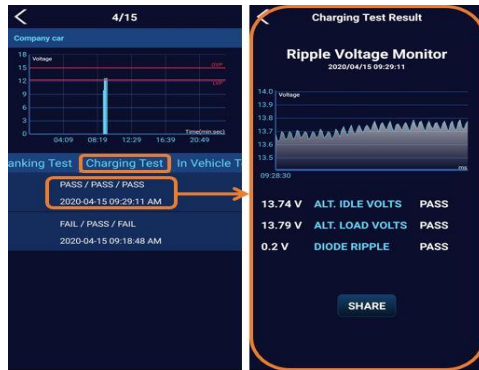 4/15
Company car
Voltage
18
15
12
9
6
3
0
OVP
LVP
Time(min:sec)
04:09 08:19 12:29 16:39 20:49
anking Test Charging Test In Vehicle T
PASS / PASS / PASS
2020-04-15 09:29:11 AM
FAIL / PASS / FAIL
2020-04-15 09:18:48 AM
Charging Test Result
Ripple Voltage Monitor
2020/04/15 09:29:11
14.0 Voltage
13.9
13.8
13.7
13.6
13.5
ms
09:28:30
13.74 V ALT. IDLE VOLTS PASS
13.79 V ALT. LOAD VOLTS PASS
0.2 V DIODE RIPPLE PASS
SHARE